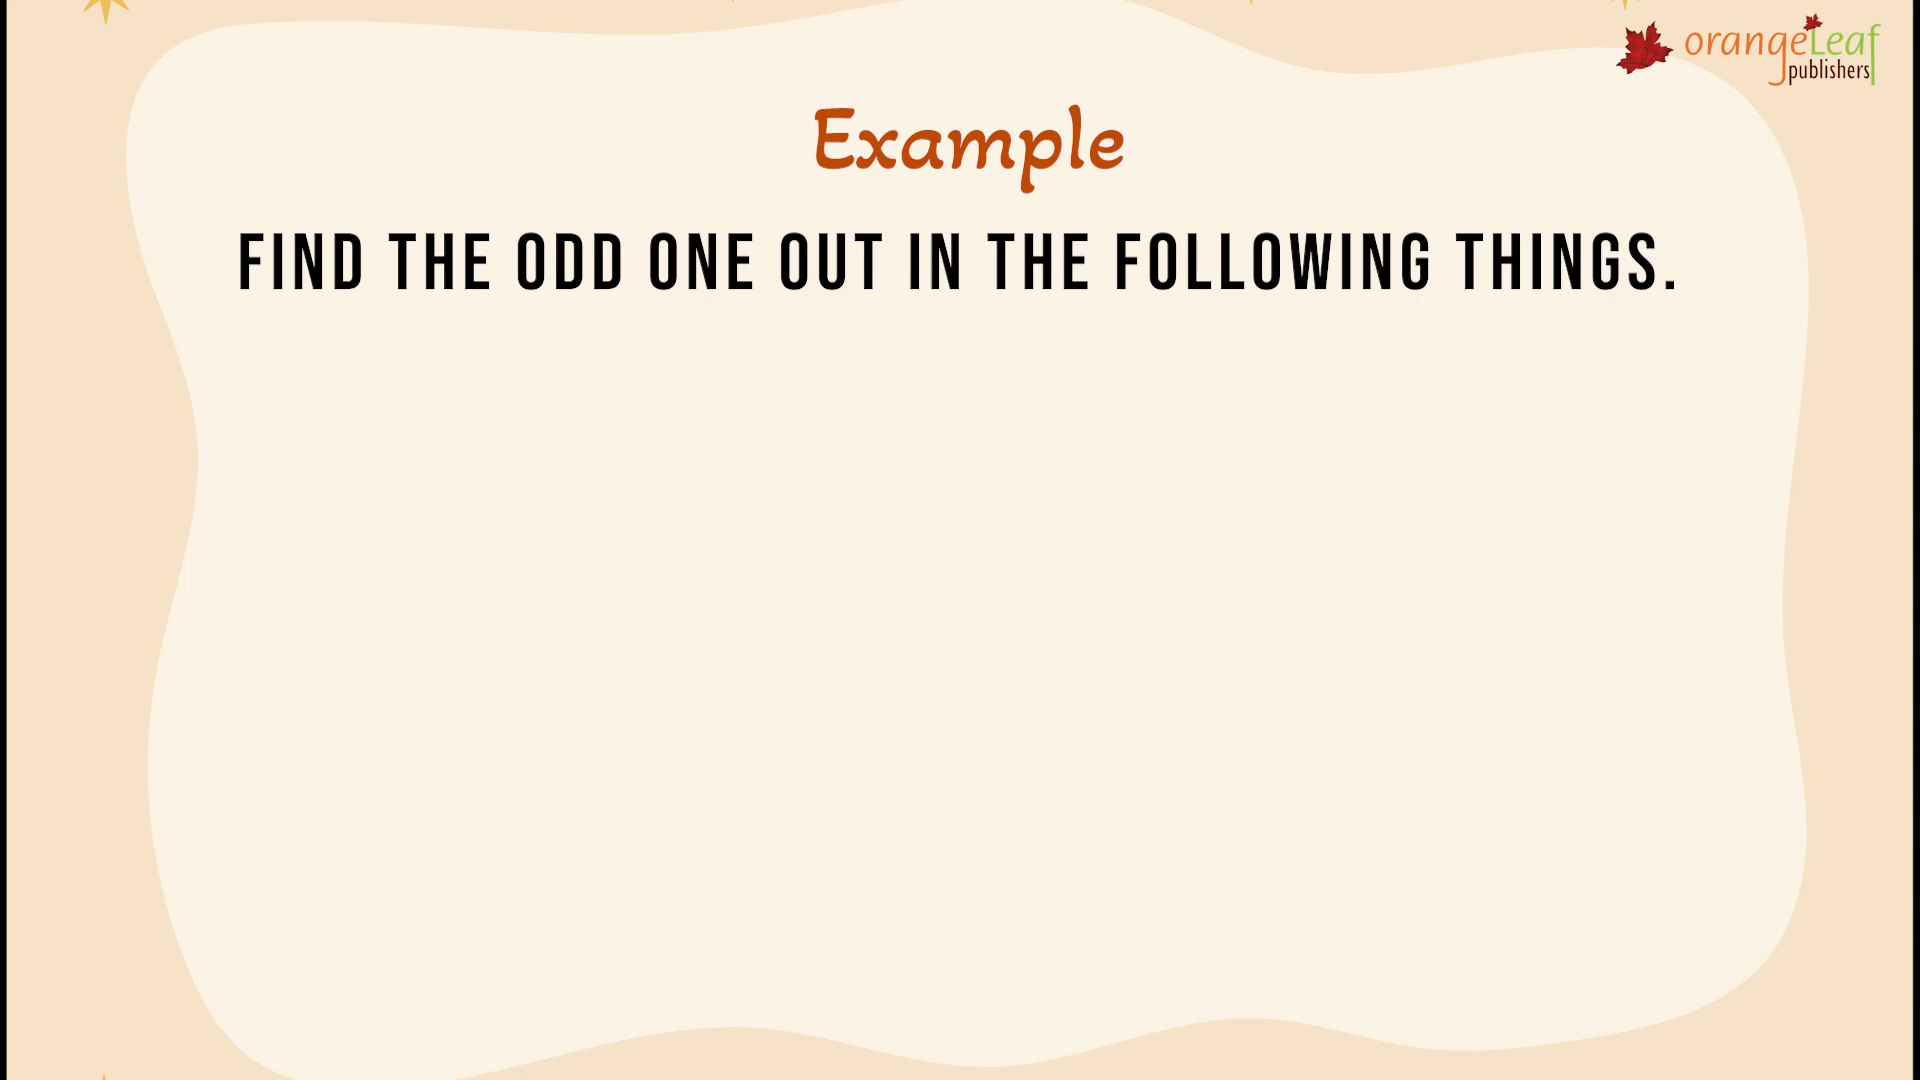 orangeLeaf
publishers
Example
FIND THE ODD ONE OUT IN THE FOLLOWING THINGS.